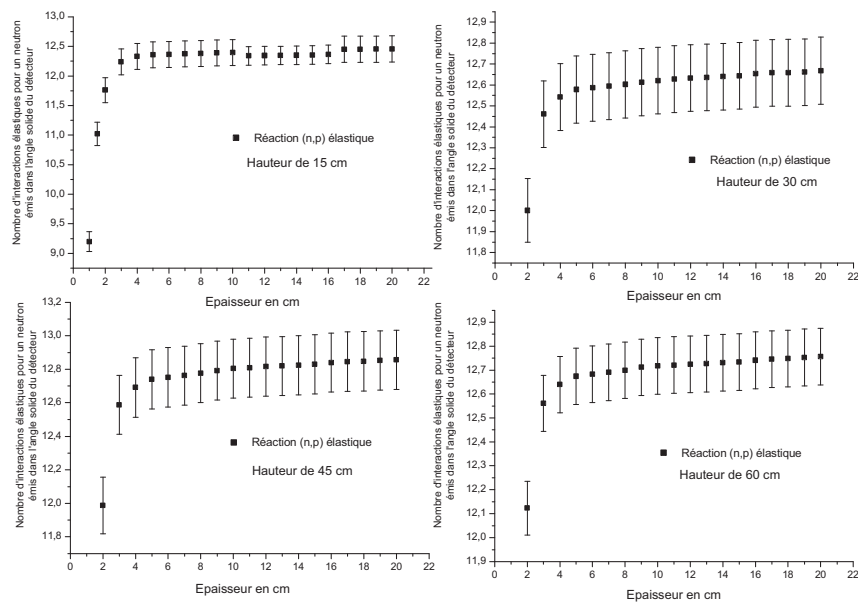 Nombre d'interactions élastiques pour un neutron
émis dans l'angle solide du détecteur
13,0
12,5
12,0
11,5
11,0
10,5
10,0
9,5
9,0
Réaction (n,p) élastique
Hauteur de 15 cm
0 2 4 6 8 10 12 14 16 18 20 22
Epaisseur en cm
Nombre d'interactions élastiques pour un neutron
émis dans l'angle solide du détecteur
12,9
12,8
12,7
12,6
12,5
12,4
12,3
12,2
12,1
12,0
11,9
11,8
Réaction (n,p) élastique
Hauteur de 30 cm
0 2 4 6 8 10 12 14 16 18 20 22
Epaisseur en cm
Nombre d'interactions élastiques pour un neutron
émis dans l'angle solide du détecteur
13,2
13,0
12,8
12,6
12,4
12,2
12,0
11,8
Réaction (n,p) élastique
Hauteur de 45 cm
0 2 4 6 8 10 12 14 16 18 20 22
Epaisseur en cm
Nombre d'interactions élastiques pour un neutron
émis dans l'angle solide du détecteur
12,9
12,8
12,7
12,6
12,5
12,4
12,3
12,2
12,1
12,0
11,9
Réaction (n,p) élastique
Hauteur de 60 cm
0 2 4 6 8 10 12 14 16 18 20 22
Epaisseur en cm